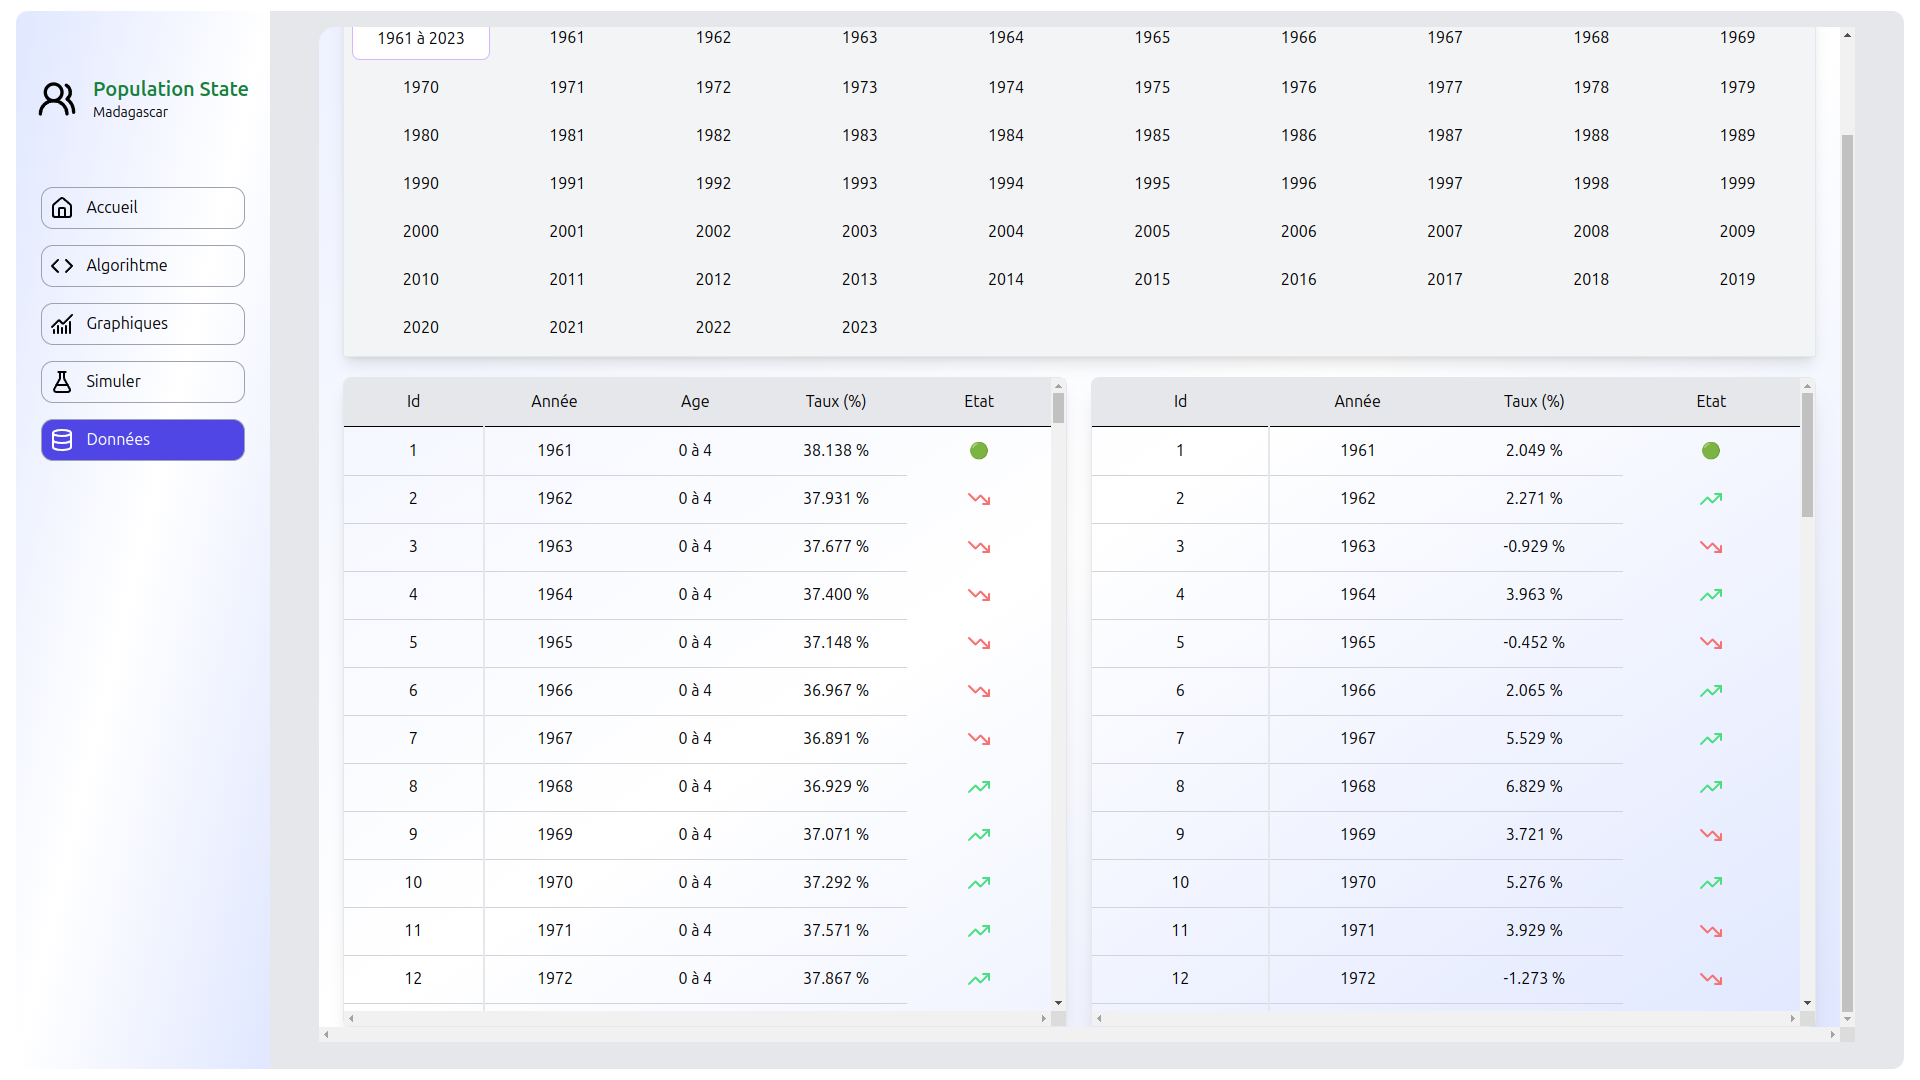 Population State
Madagascar
Accueil
Algorihtme
Graphiques
Simuler
Données
1961 à 2023 1961 1962 1963 1964 1965 1966 1967 1968 1969
1970 1971 1972 1973 1974 1975 1976 1977 1978 1979
1980 1981 1982 1983 1984 1985 1986 1987 1988 1989
1990 1991 1992 1993 1994 1995 1996 1997 1998 1999
2000 2001 2002 2003 2004 2005 2006 2007 2008 2009
2010 2011 2012 2013 2014 2015 2016 2017 2018 2019
2020 2021 2022 2023
Id Année Age Taux (%) Etat
1 1961 0 à 4 38.138 %
2 1962 0 à 4 37.931 %
3 1963 0 à 4 37.677 %
4 1964 0 à 4 37.400 %
5 1965 0 à 4 37.148 %
6 1966 0 à 4 36.967 %
7 1967 0 à 4 36.891 %
8 1968 0 à 4 36.929 %
9 1969 0 à 4 37.071 %
10 1970 0 à 4 37.292 %
11 1971 0 à 4 37.571 %
12 1972 0 à 4 37.867 %
Id Année Taux (%) Etat
1 1961 2.049 %
2 1962 2.271 %
3 1963 -0.929 %
4 1964 3.963 %
5 1965 -0.452 %
6 1966 2.065 %
7 1967 5.529 %
8 1968 6.829 %
9 1969 3.721 %
10 1970 5.276 %
11 1971 3.929 %
12 1972 -1.273 %